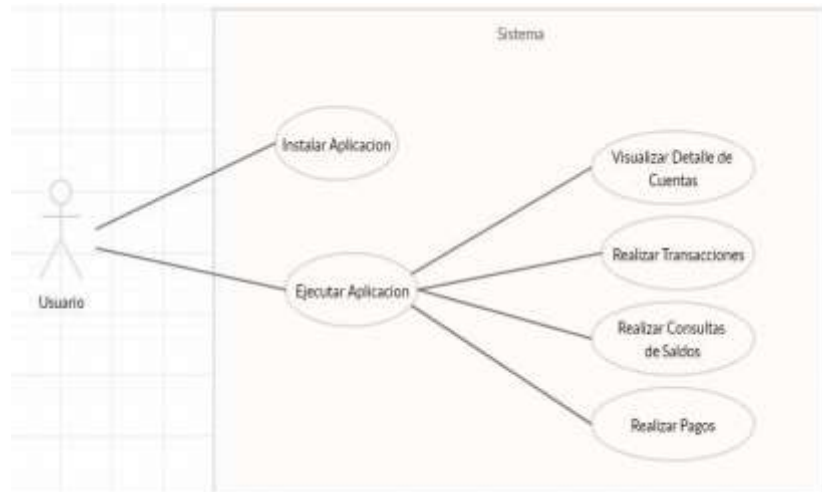 Sistema
Instalar Aplicacion
Visualizar Detalle de
Cuentas
Realizar Transacciones
Ejecutar Aplicacion
Usuario
Realizar Consultas
de Saldos
Realizar Pagos